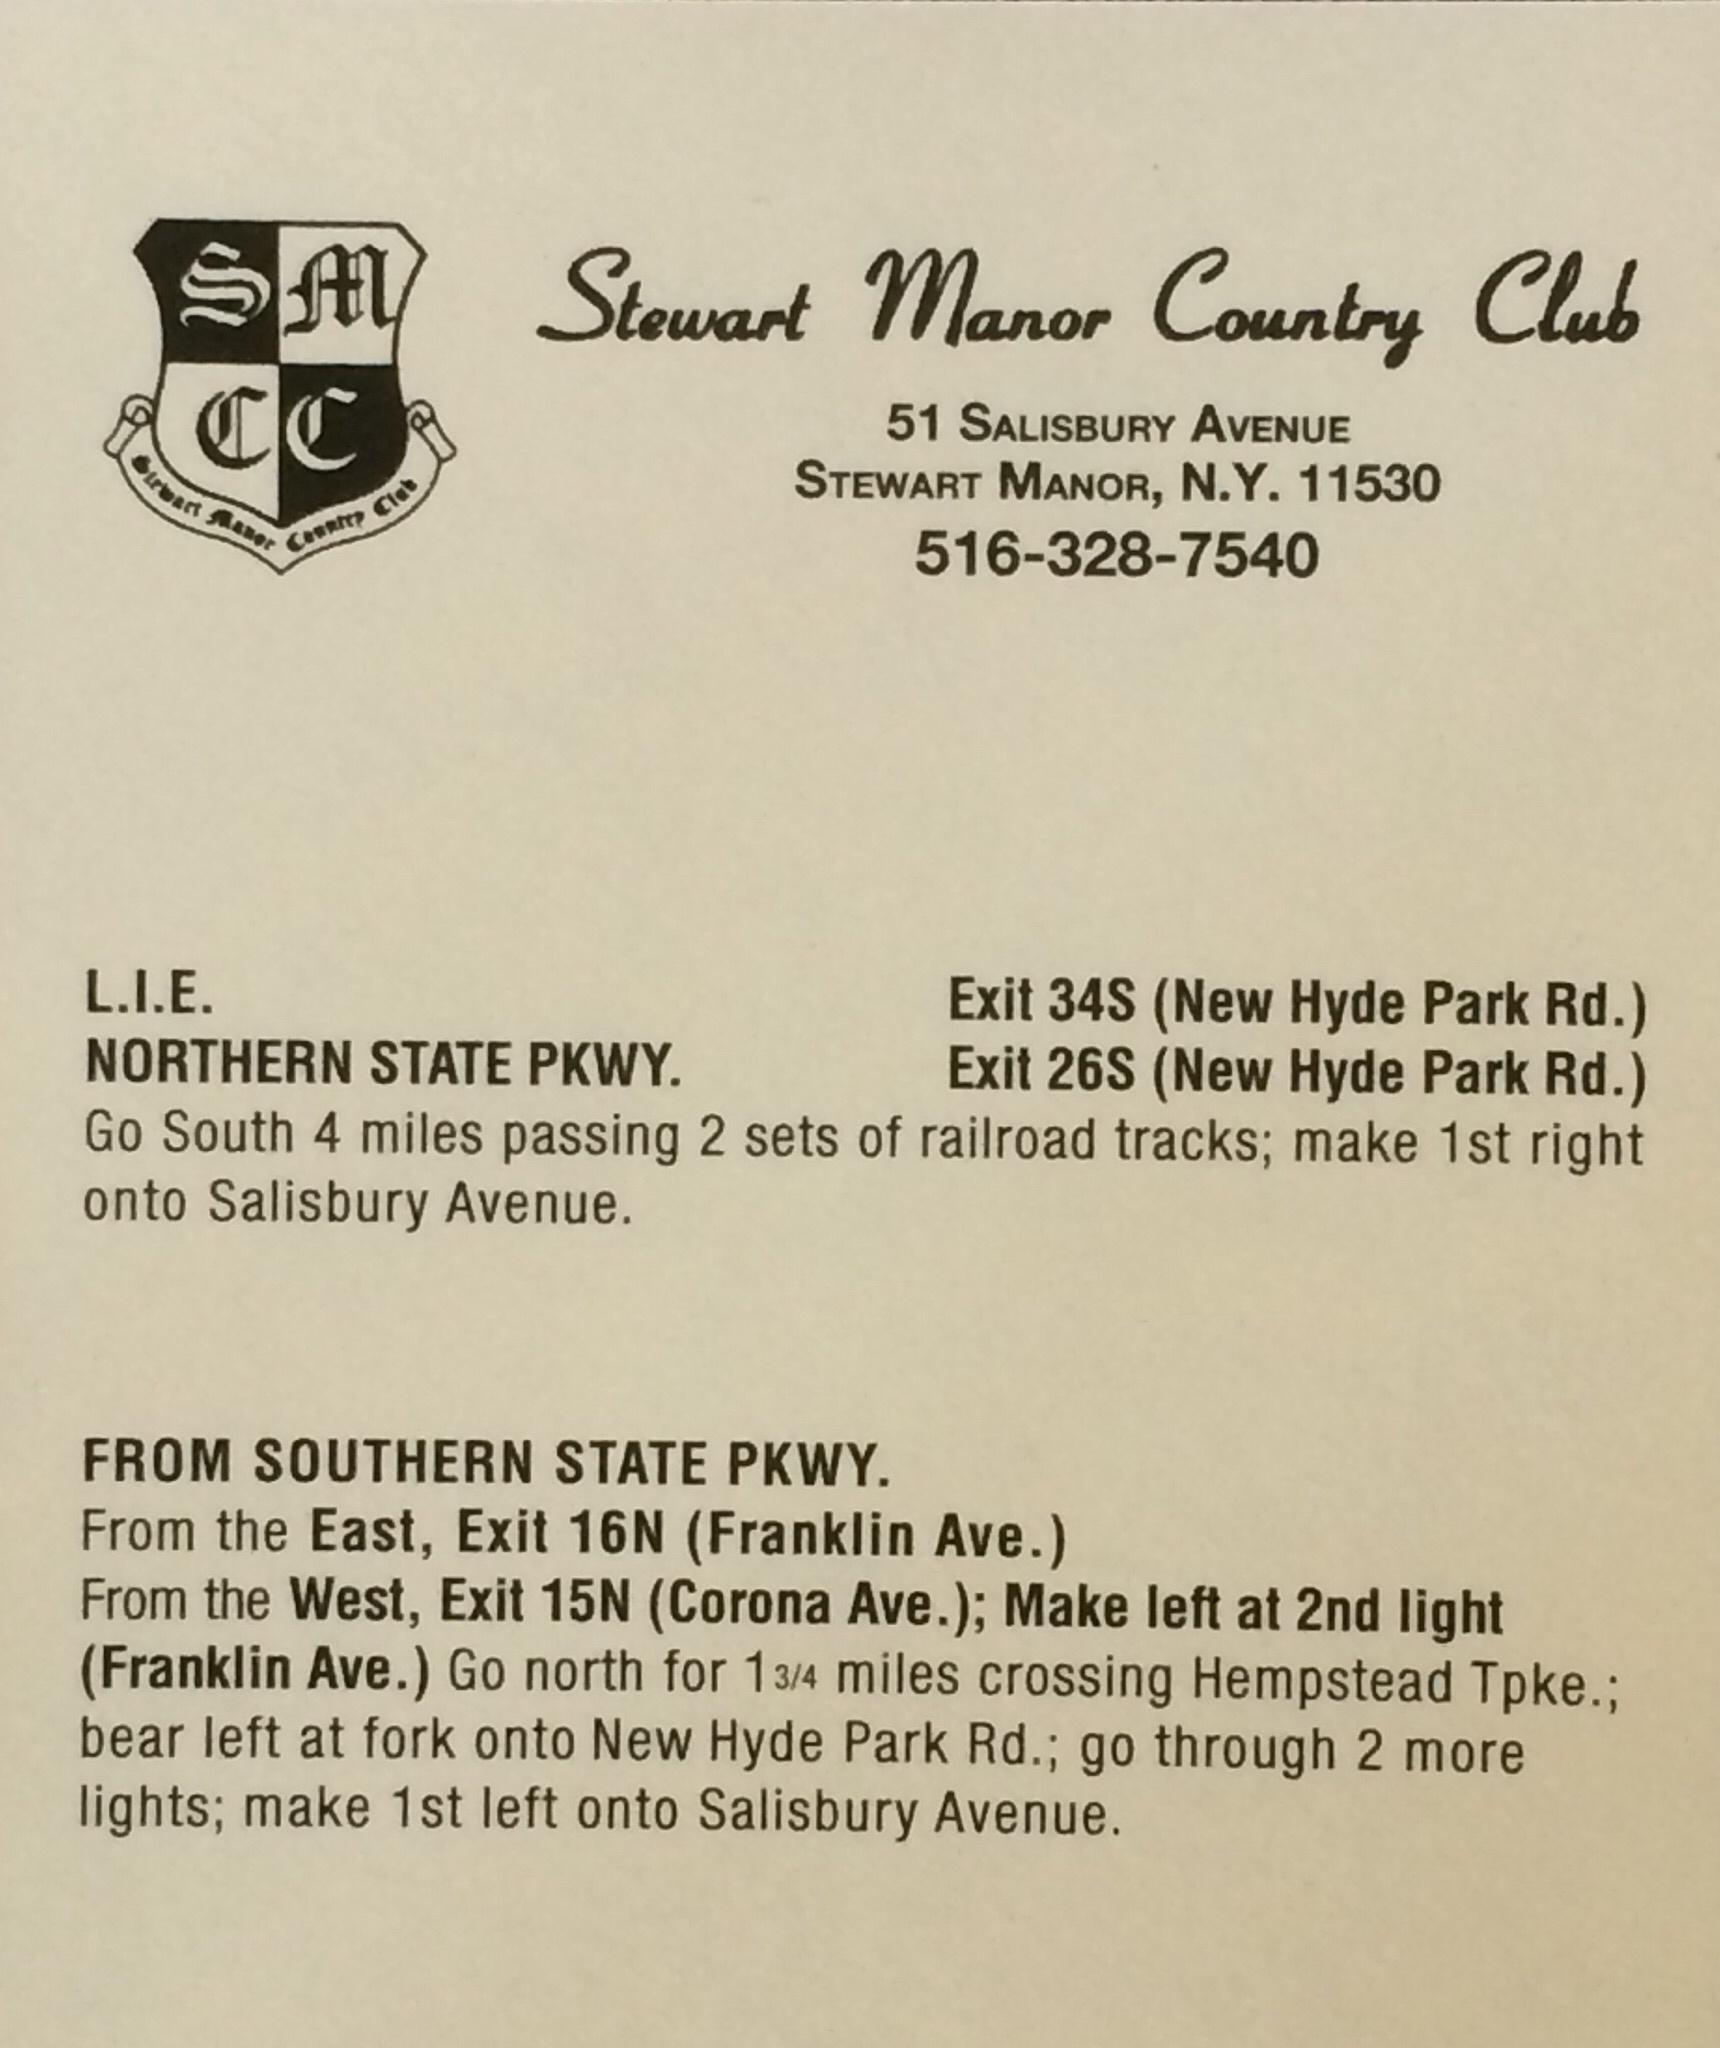 S M
C C
Stewart Manor Country Club
Stewart Manor Country Club
51 SALISBURY AVENUE
STEWART MANOR, N.Y. 11530
516-328-7540
L.I.E. Exit 34S (New Hyde Park Rd.)
NORTHERN STATE PKWY. Exit 26S (New Hyde Park Rd.)
Go South 4 miles passing 2 sets of railroad tracks; make 1st right
onto Salisbury Avenue.
FROM SOUTHERN STATE PKWY.
From the East, Exit 16N (Franklin Ave.)
From the West, Exit 15N (Corona Ave.); Make left at 2nd light
(Franklin Ave.) Go north for 1 3/4 miles crossing Hempstead Tpke.;
bear left at fork onto New Hyde Park Rd.; go through 2 more
lights; make 1st left onto Salisbury Avenue.